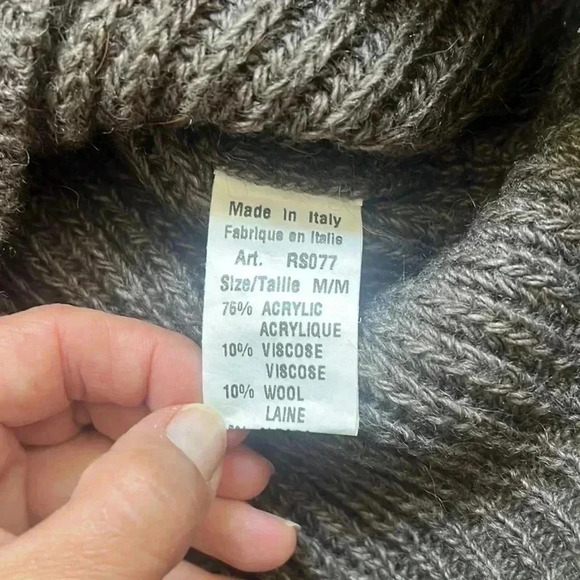 Made in Italy
Fabrique en Italie
Art. RS077
Size/Taille M/M
75% ACRYLIC
ACRYLIQUE
10% VISCOSE
VISCOSE
10% WOOL
LAINE